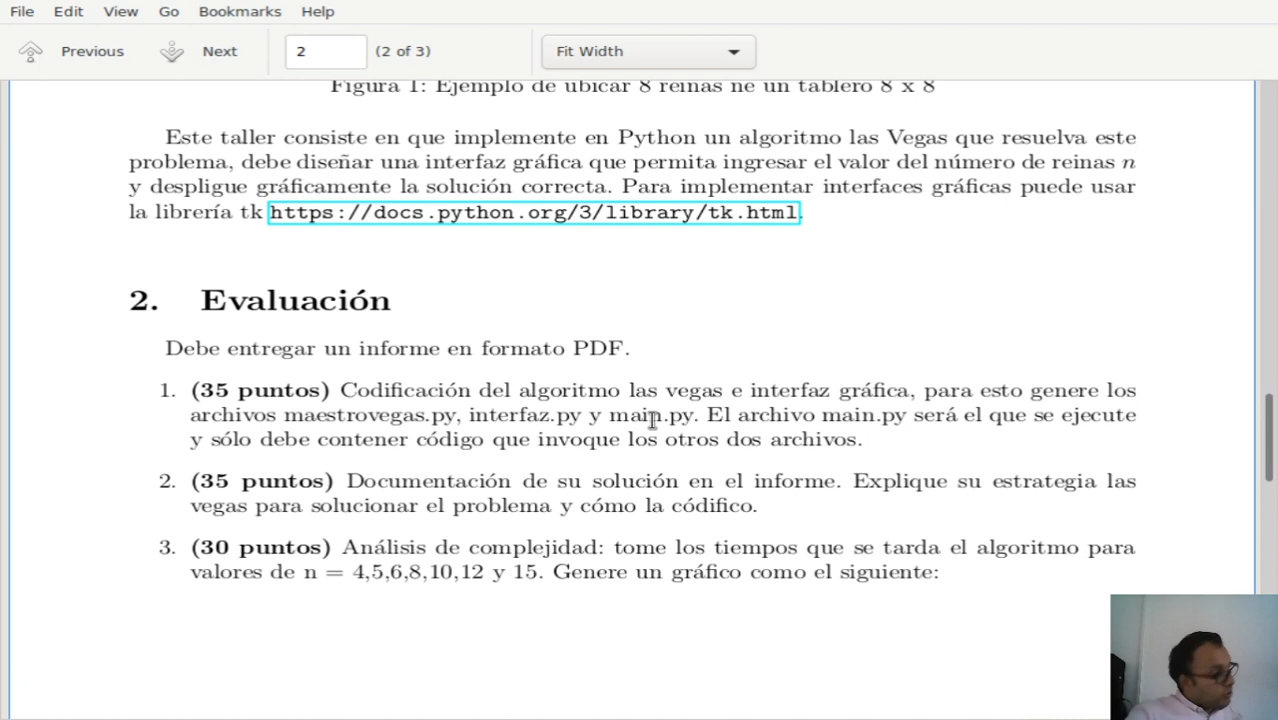 File Edit View Go Bookmarks Help
Previous Next 2 (2 of 3) Fit Width
Figura 1: Ejemplo de ubicar 8 reinas ne un tablero 8 x 8
Este taller consiste en que implemente en Python un algoritmo las Vegas que resuelva este
problema, debe diseñar una interfaz gráfica que permita ingresar el valor del número de reinas n
y despligue gráficamente la solución correcta. Para implementar interfaces gráficas puede usar
la librería tk https://docs.python.org/3/library/tk.html.
2. Evaluación
Debe entregar un informe en formato PDF.
1. (35 puntos) Codificación del algoritmo las vegas e interfaz gráfica, para esto genere los
archivos maestrovegas.py, interfaz.py y main.py. El archivo main.py será el que se ejecute
y sólo debe contener código que invoque los otros dos archivos.
2. (35 puntos) Documentación de su solución en el informe. Explique su estrategia las
vegas para solucionar el problema y cómo la códifico.
3. (30 puntos) Análisis de complejidad: tome los tiempos que se tarda el algoritmo para
valores de n = 4,5,6,8,10,12 y 15. Genere un gráfico como el siguiente: